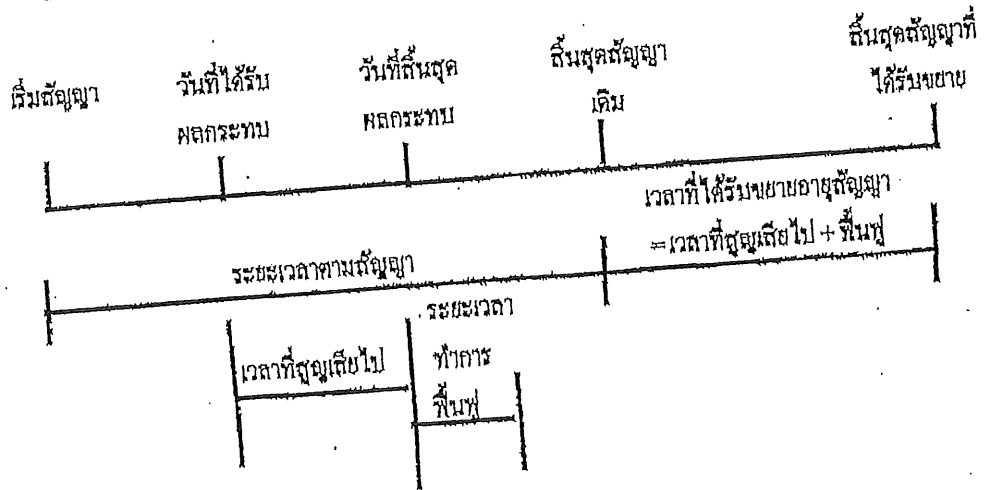 เริ่มสัญญา
วันที่ได้รับ
ผลกระทบ
วันที่สิ้นสุด
ผลกระทบ
สิ้นสุดสัญญา
เดิม
สิ้นสุดสัญญาที่
ได้รับขยาย
เวลาที่ได้รับขยายอายุสัญญา
=เวลาที่สูญเสียไป + ฟื้นฟู
ระยะเวลาตามสัญญา
เวลาที่สูญเสียไป
ระยะเวลา
ทำการ
ฟื้นฟู